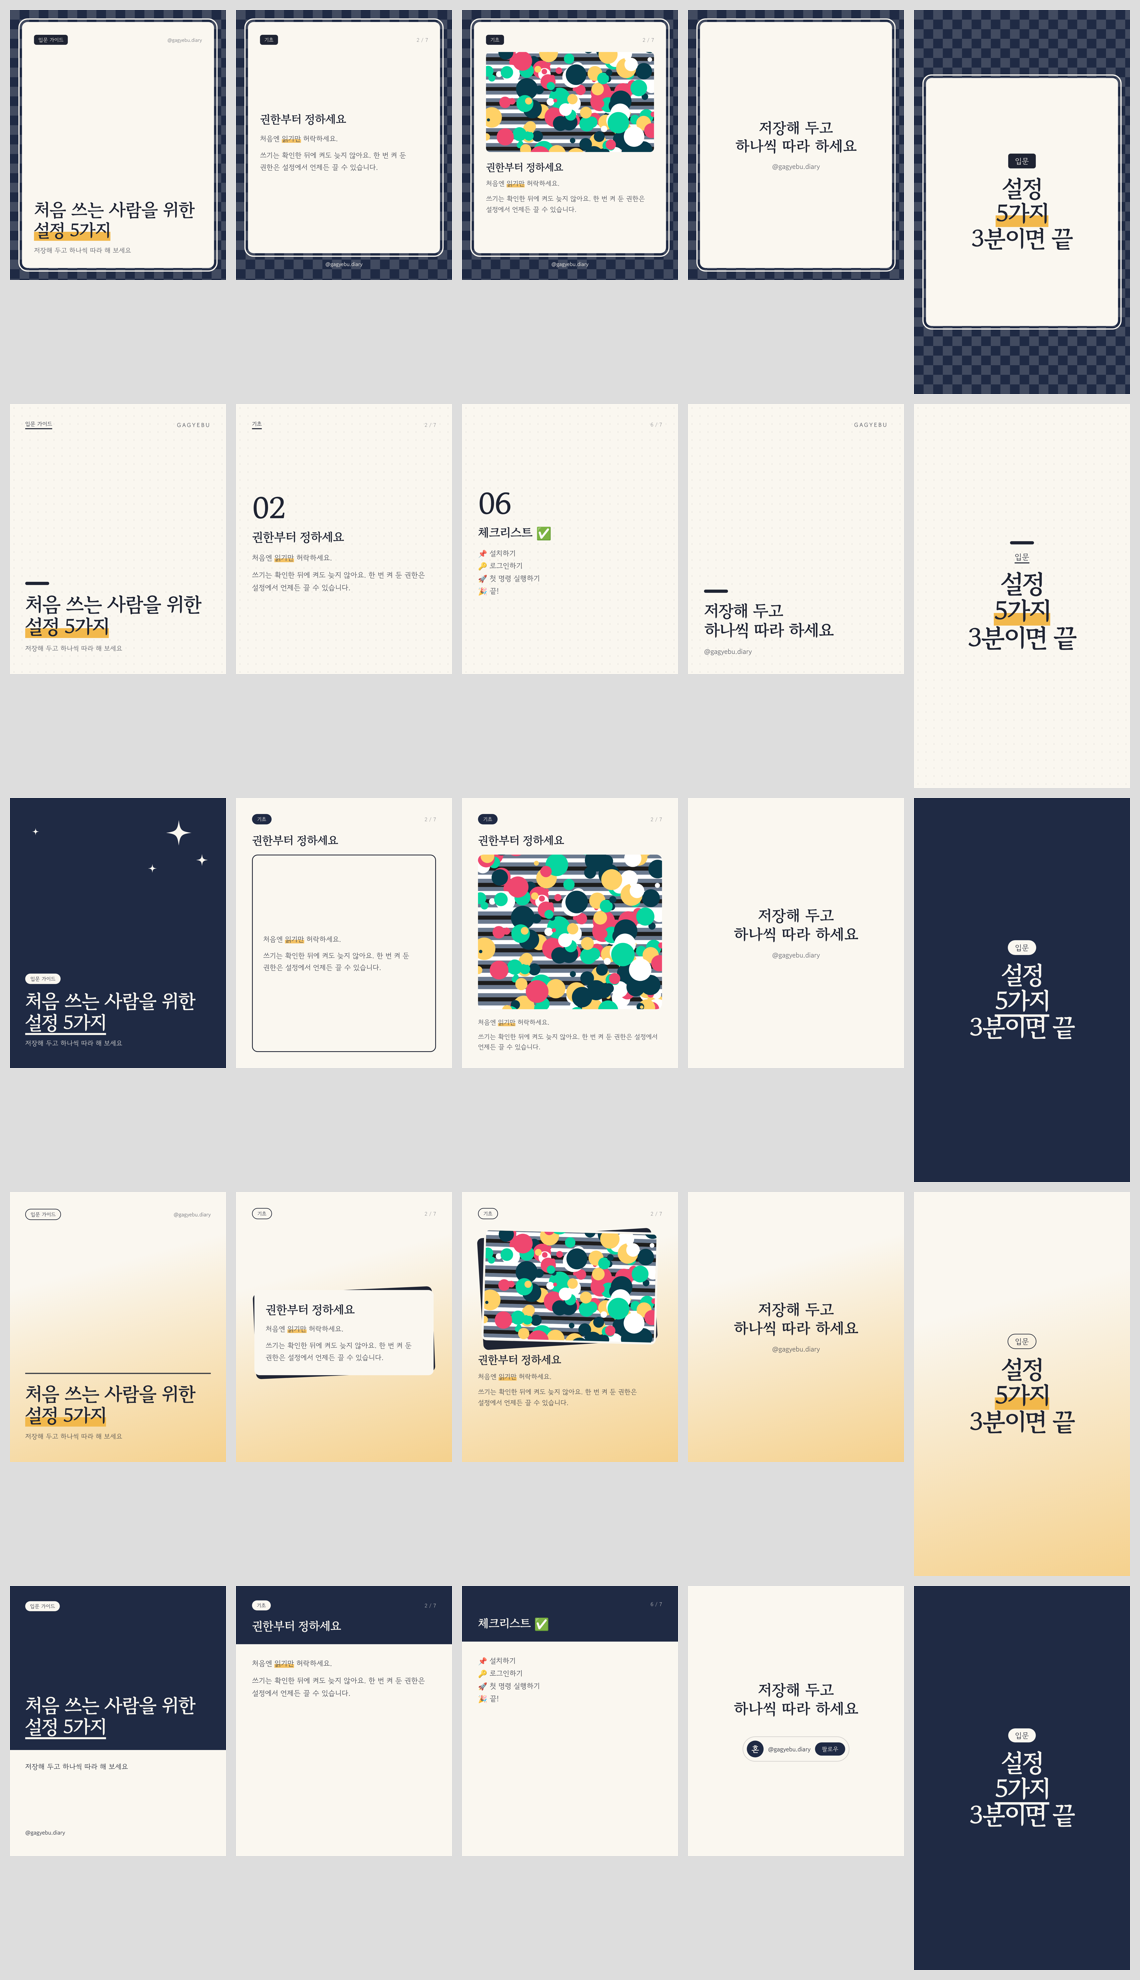 입문 가이드
@gagyebu.diary
처음 쓰는 사람을 위한
설정 5가지
저장해 두고 하나씩 따라 해 보세요
기초
2 / 7
권한부터 정하세요
처음엔 읽기만 허락하세요.
쓰기는 확인한 뒤에 켜도 늦지 않아요. 한 번 켜 둔
권한은 설정에서 언제든 끌 수 있습니다.
@gagyebu.diary
기초
2 / 7
권한부터 정하세요
처음엔 읽기만 허락하세요.
쓰기는 확인한 뒤에 켜도 늦지 않아요. 한 번 켜 둔 권한은
설정에서 언제든 끌 수 있습니다.
@gagyebu.diary
저장해 두고
하나씩 따라 하세요
@gagyebu.diary
입문
설정
5가지
3분이면 끝
입문 가이드
GAGYEBU
처음 쓰는 사람을 위한
설정 5가지
저장해 두고 하나씩 따라 해 보세요
기초
2 / 7
02
권한부터 정하세요
처음엔 읽기만 허락하세요.
쓰기는 확인한 뒤에 켜도 늦지 않아요. 한 번 켜 둔 권한은
설정에서 언제든 끌 수 있습니다.
6 / 7
06
체크리스트 ✅
📌 설치하기
🔑 로그인하기
🚀 첫 명령 실행하기
🎉 끝!
GAGYEBU
저장해 두고
하나씩 따라 하세요
@gagyebu.diary
입문
설정
5가지
3분이면 끝
입문 가이드
처음 쓰는 사람을 위한
설정 5가지
저장해 두고 하나씩 따라 해 보세요
기초
2 / 7
권한부터 정하세요
처음엔 읽기만 허락하세요.
쓰기는 확인한 뒤에 켜도 늦지 않아요. 한 번 켜 둔
권한은 설정에서 언제든 끌 수 있습니다.
기초
2 / 7
권한부터 정하세요
처음엔 읽기만 허락하세요.
쓰기는 확인한 뒤에 켜도 늦지 않아요. 한 번 켜 둔 권한은 설정에서
언제든 끌 수 있습니다.
저장해 두고
하나씩 따라 하세요
@gagyebu.diary
입문
설정
5가지
3분이면 끝
입문 가이드
@gagyebu.diary
처음 쓰는 사람을 위한
설정 5가지
저장해 두고 하나씩 따라 해 보세요
기초
2 / 7
권한부터 정하세요
처음엔 읽기만 허락하세요.
쓰기는 확인한 뒤에 켜도 늦지 않아요. 한 번 켜 둔
권한은 설정에서 언제든 끌 수 있습니다.
기초
2 / 7
권한부터 정하세요
처음엔 읽기만 허락하세요.
쓰기는 확인한 뒤에 켜도 늦지 않아요. 한 번 켜 둔 권한은
설정에서 언제든 끌 수 있습니다.
저장해 두고
하나씩 따라 하세요
@gagyebu.diary
입문
설정
5가지
3분이면 끝
입문 가이드
처음 쓰는 사람을 위한
설정 5가지
저장해 두고 하나씩 따라 해 보세요
@gagyebu.diary
기초
2 / 7
권한부터 정하세요
처음엔 읽기만 허락하세요.
쓰기는 확인한 뒤에 켜도 늦지 않아요. 한 번 켜 둔 권한은
설정에서 언제든 끌 수 있습니다.
6 / 7
체크리스트 ✅
📌 설치하기
🔑 로그인하기
🚀 첫 명령 실행하기
🎉 끝!
저장해 두고
하나씩 따라 하세요
혼 @gagyebu.diary 팔로우
입문
설정
5가지
3분이면 끝